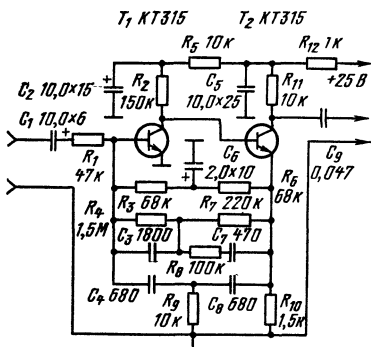 T₁ КТ315
T₂ КТ315
R₅ 10к
R₁₂ 1к
C₂ 10,0×15
+
R₂
150к
C₅
10,0×25
R₁₁
10к
+25 В
C₁ 10,0×6
+
R₁
47к
C₆
2,0×10
+
C₉
0,047
R₃ 68к
R₇ 220к
R₆
68к
R₄
1,5М
C₃ 1800
C₇ 470
R₈ 100к
C₄ 680
R₉
10к
C₈ 680
R₁₀
1,5к